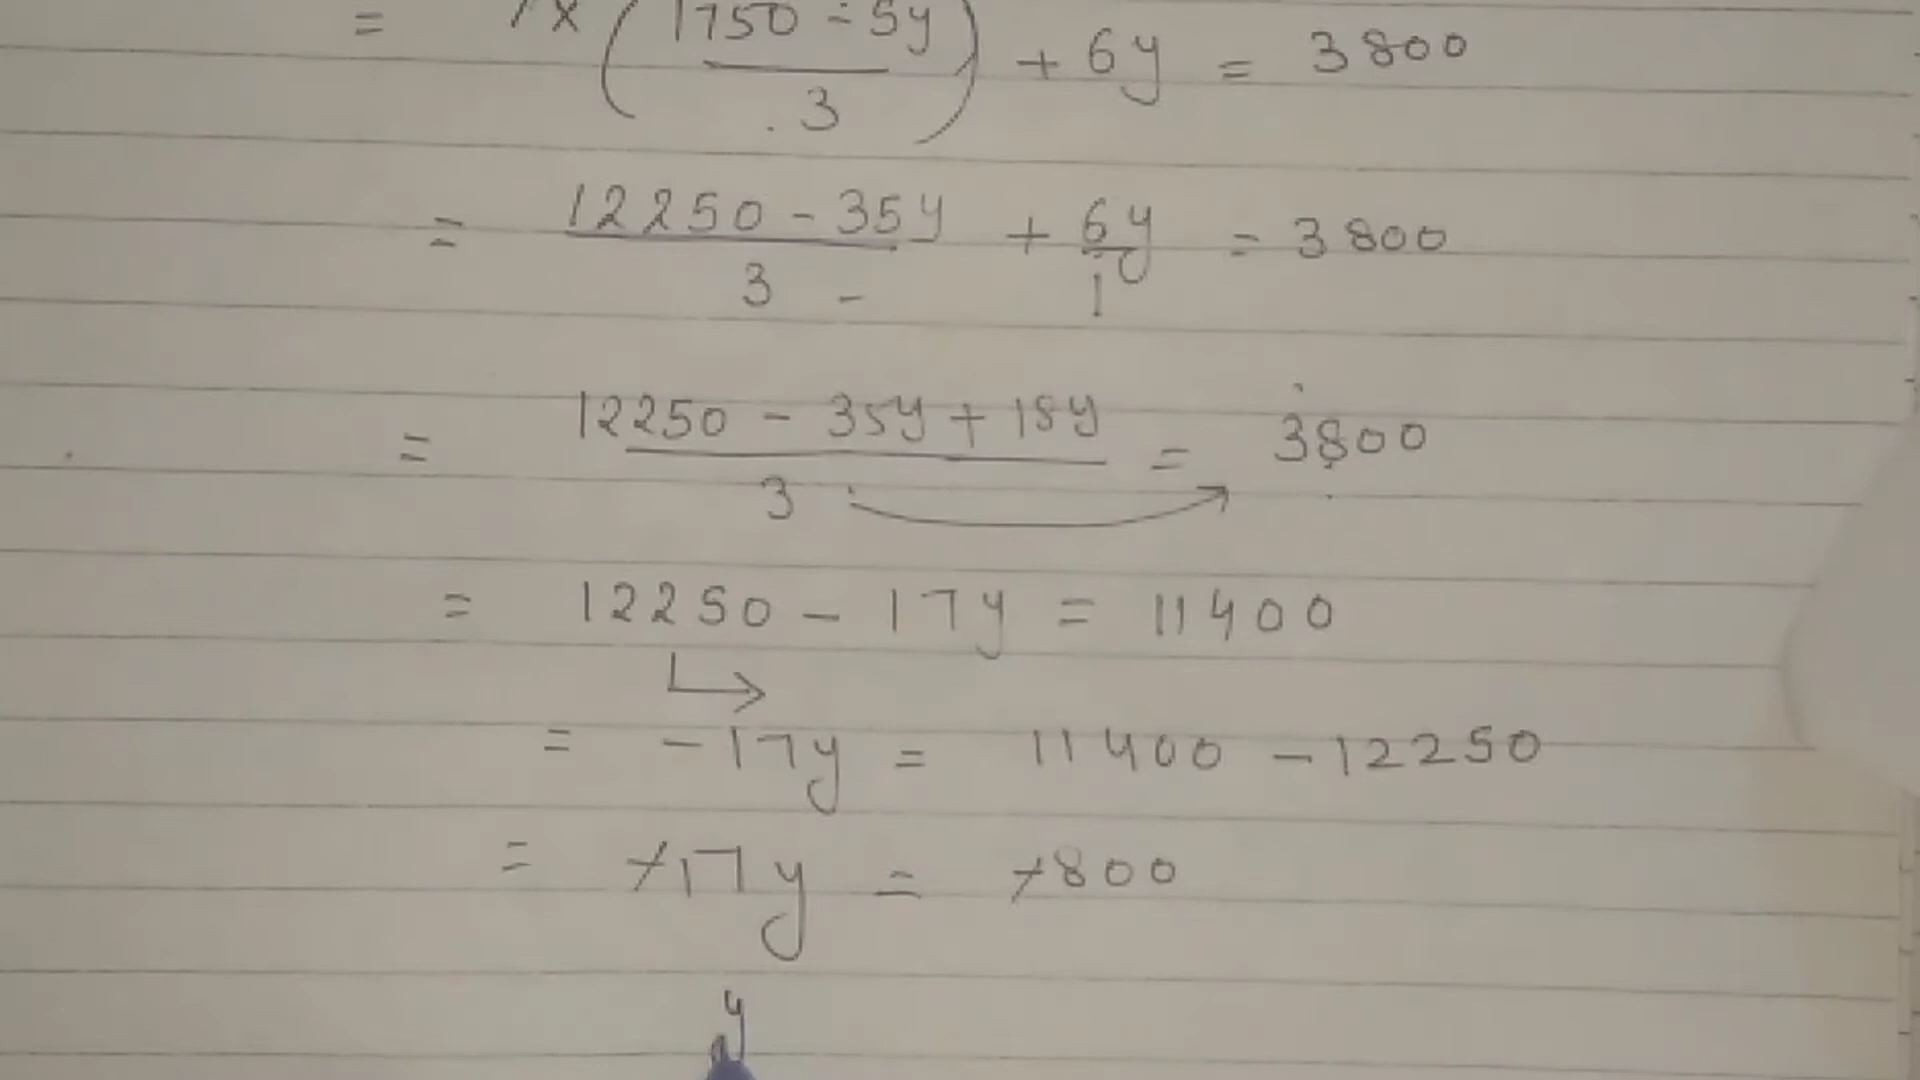 = 7x (1750 - 5y / 3) + 6y = 3800
= 12250 - 35y / 3 + 6y / 1 = 3800
= 12250 - 35y + 18y / 3 = 3800
= 12250 - 17y = 11400
= -17y = 11400 - 12250
= -17y = -800
y